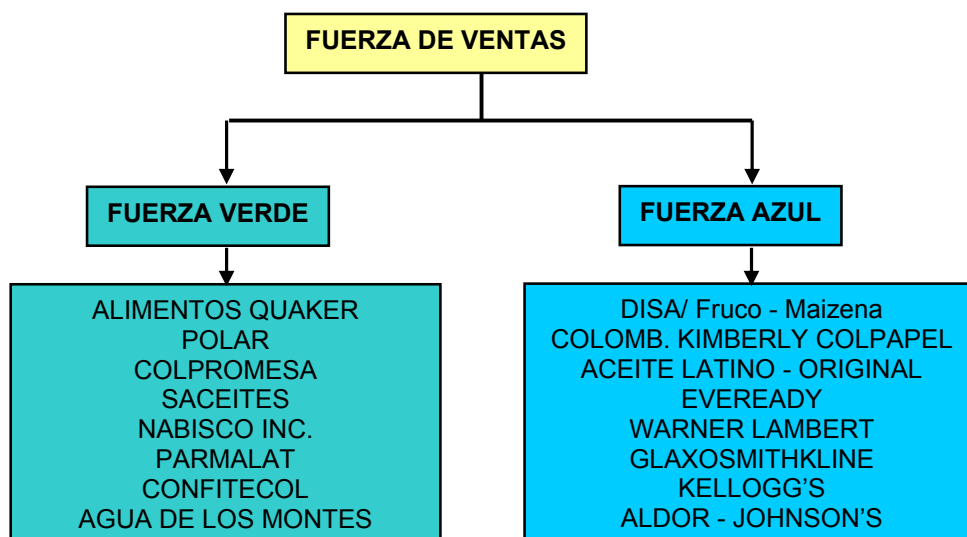 FUERZA DE VENTAS
FUERZA VERDE
ALIMENTOS QUAKER
POLAR
COLPROMESA
SACEITES
NABISCO INC.
PARMALAT
CONFITECOL
AGUA DE LOS MONTES
FUERZA AZUL
DISA/ Fruco - Maizena
COLOMB. KIMBERLY COLPAPEL
ACEITE LATINO - ORIGINAL
EVEREADY
WARNER LAMBERT
GLAXOSMITHKLINE
KELLOGG'S
ALDOR - JOHNSON'S